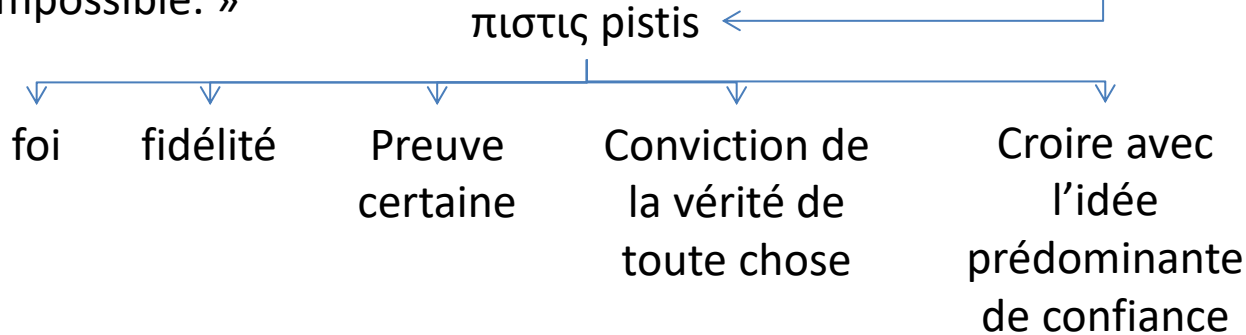 mpossible. »
πιστις pistis
foi
fidélité
Preuve
certaine
Conviction de
la vérité de
toute chose
Croire avec
l’idée
prédominante
de confiance